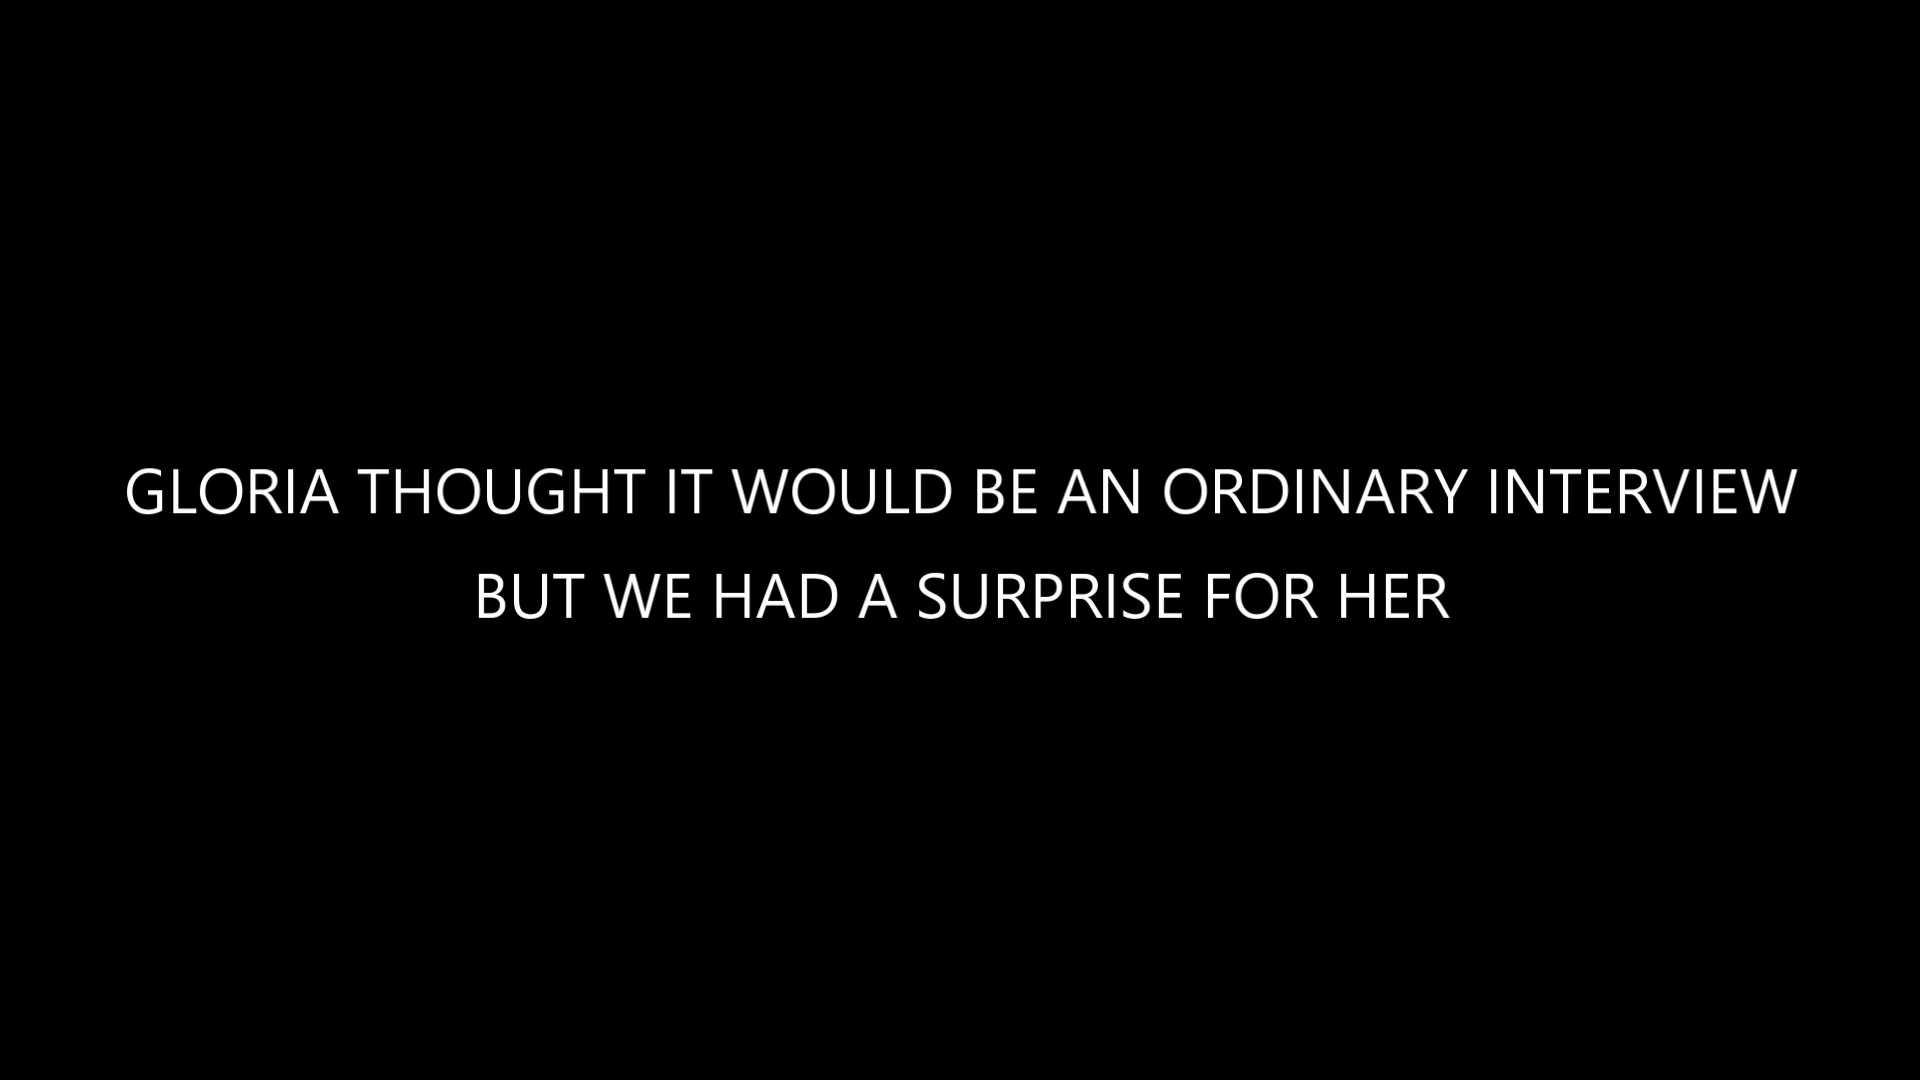 GLORIA THOUGHT IT WOULD BE AN ORDINARY INTERVIEW
BUT WE HAD A SURPRISE FOR HER